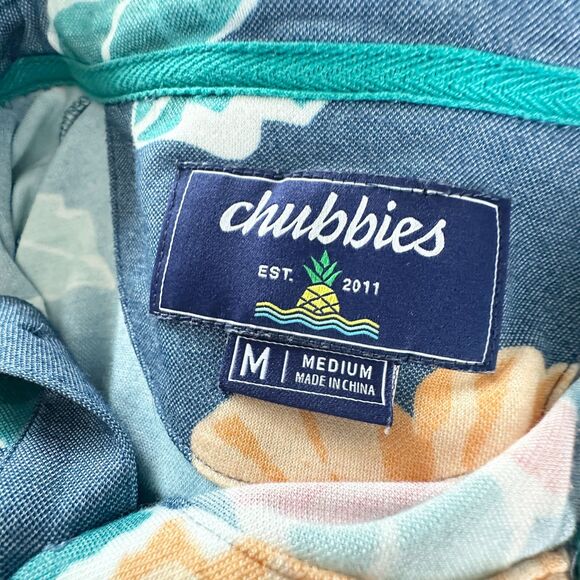 chubbies
EST. 2011
M MEDIUM
MADE IN CHINA